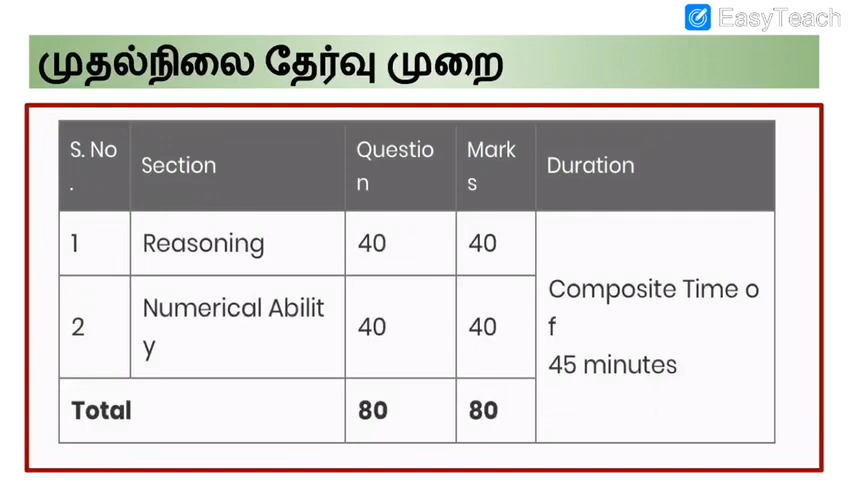 EasyTeach
முதல்நிலை தேர்வு முறை
S. No
.
Section
Questio
n
Mark
s
Duration
1
Reasoning
40
40
Composite Time o
f
45 minutes
2
Numerical Abilit
y
40
40
Total
80
80